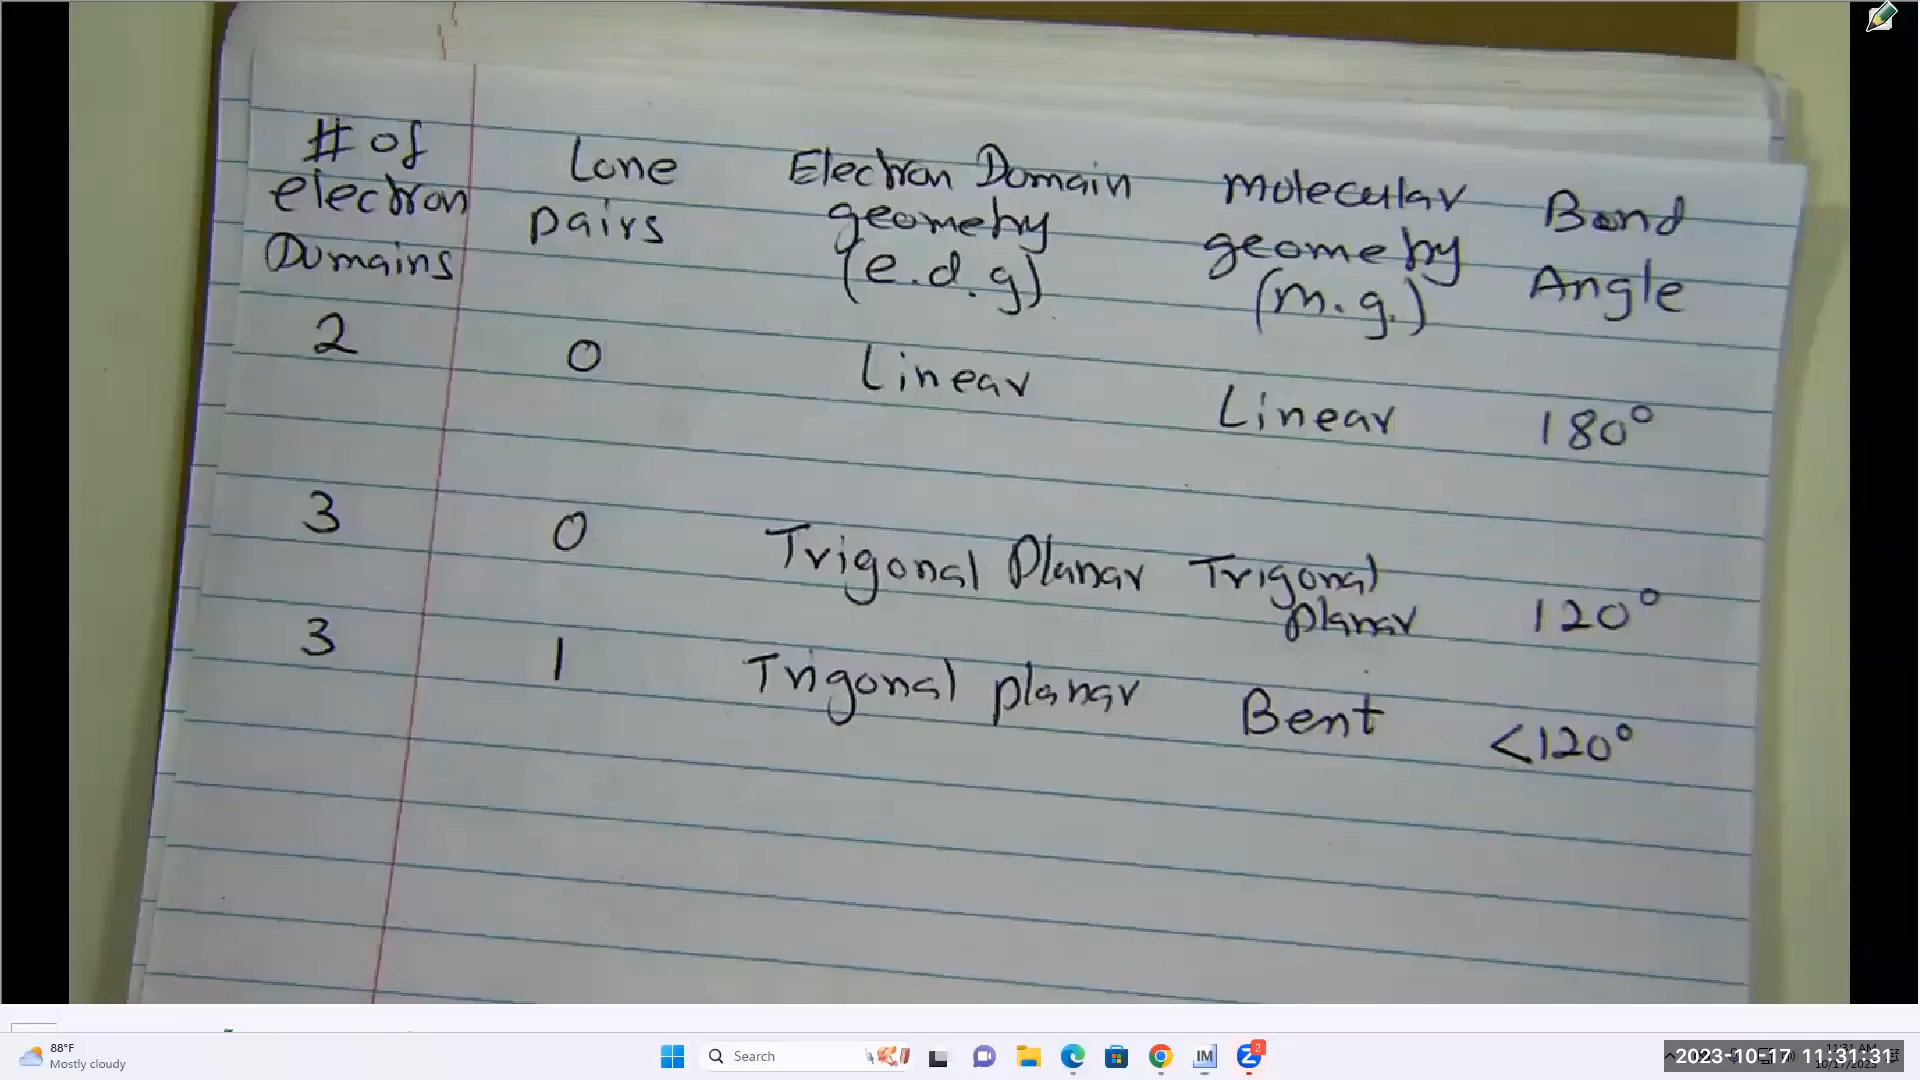 # of electron Domains
Lone pairs
Electron Domain geometry (e.d.g)
molecular geometry (m.g.)
Bond Angle
2 0 Linear Linear 180°
3 0 Trigonal Planar Trigonal planar 120°
3 1 Trigonal planar Bent <120°
88°F
Mostly cloudy
Search
IM
2
2023-10-17 11:31:31